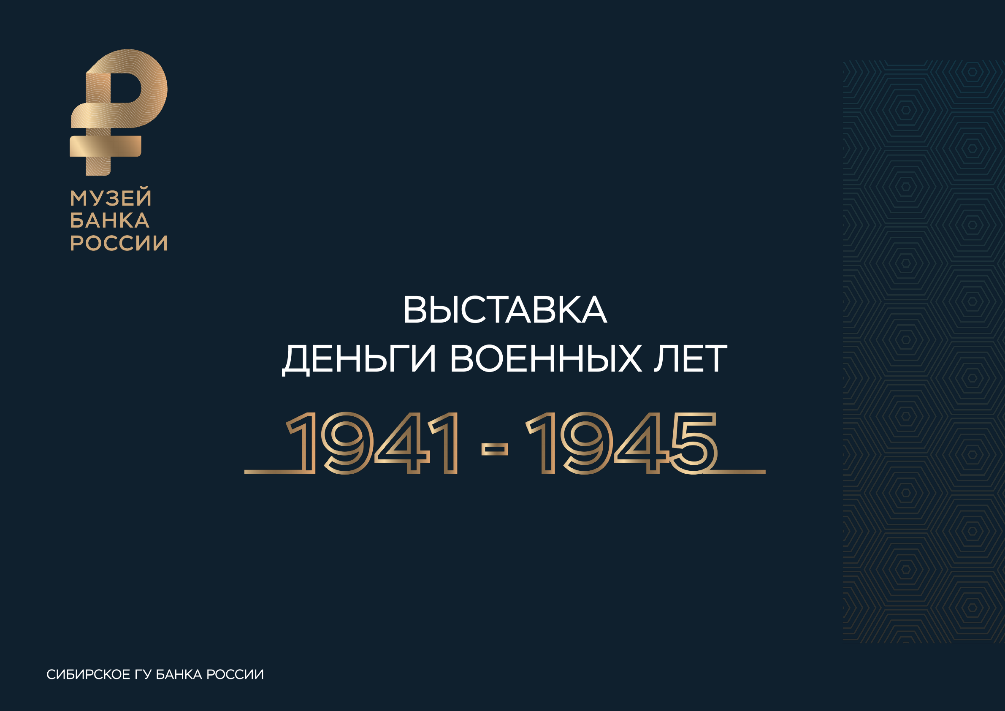 МУЗЕЙ
БАНКА
РОССИИ
ВЫСТАВКА
ДЕНЬГИ ВОЕННЫХ ЛЕТ
1941 - 1945
СИБИРСКОЕ ГУ БАНКА РОССИИ